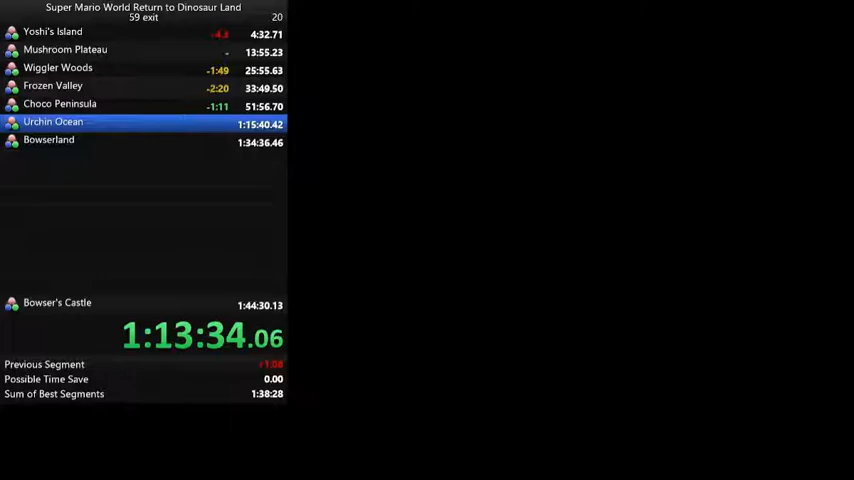 Super Mario World Return to Dinosaur Land
59 exit 20
Yoshi's Island -4.3 4:32.71
Mushroom Plateau - 13:55.23
Wiggler Woods -1:49 25:55.63
Frozen Valley -2:20 33:49.50
Choco Peninsula -1:11 51:56.70
Urchin Ocean 1:15:40.42
Bowserland 1:34:36.46
Bowser's Castle 1:44:30.13
1:13:34.06
Previous Segment +1:08
Possible Time Save 0.00
Sum of Best Segments 1:38:28